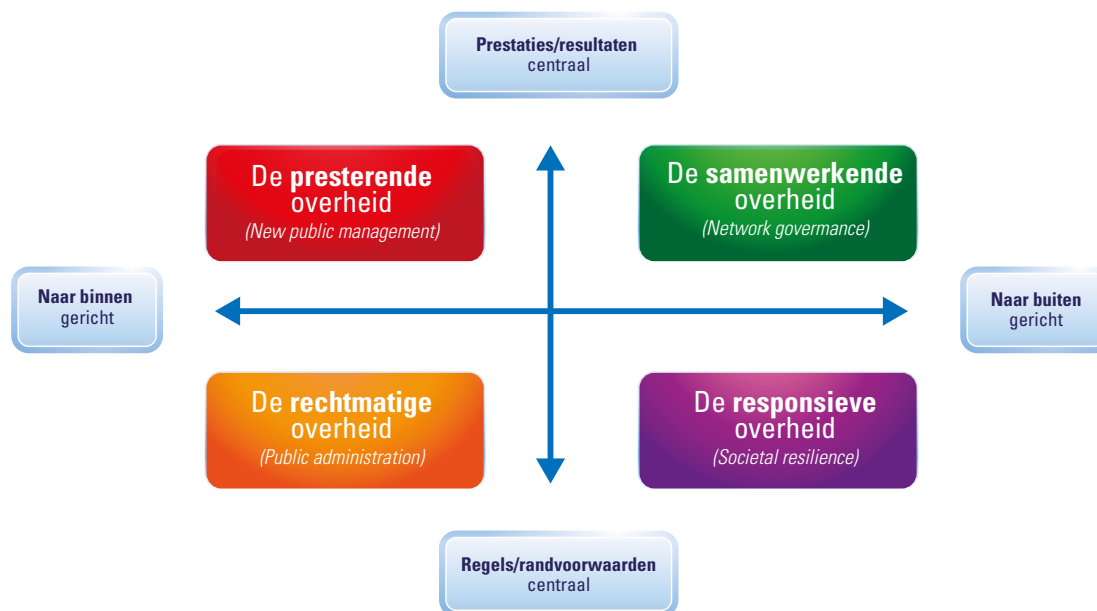 Prestaties/resultaten
centraal
De presterende
overheid
(New public management)
De samenwerkende
overheid
(Network governance)
Naar binnen
gericht
Naar buiten
gericht
De rechtmatige
overheid
(Public administration)
De responsieve
overheid
(Societal resilience)
Regels/randvoorwaarden
centraal